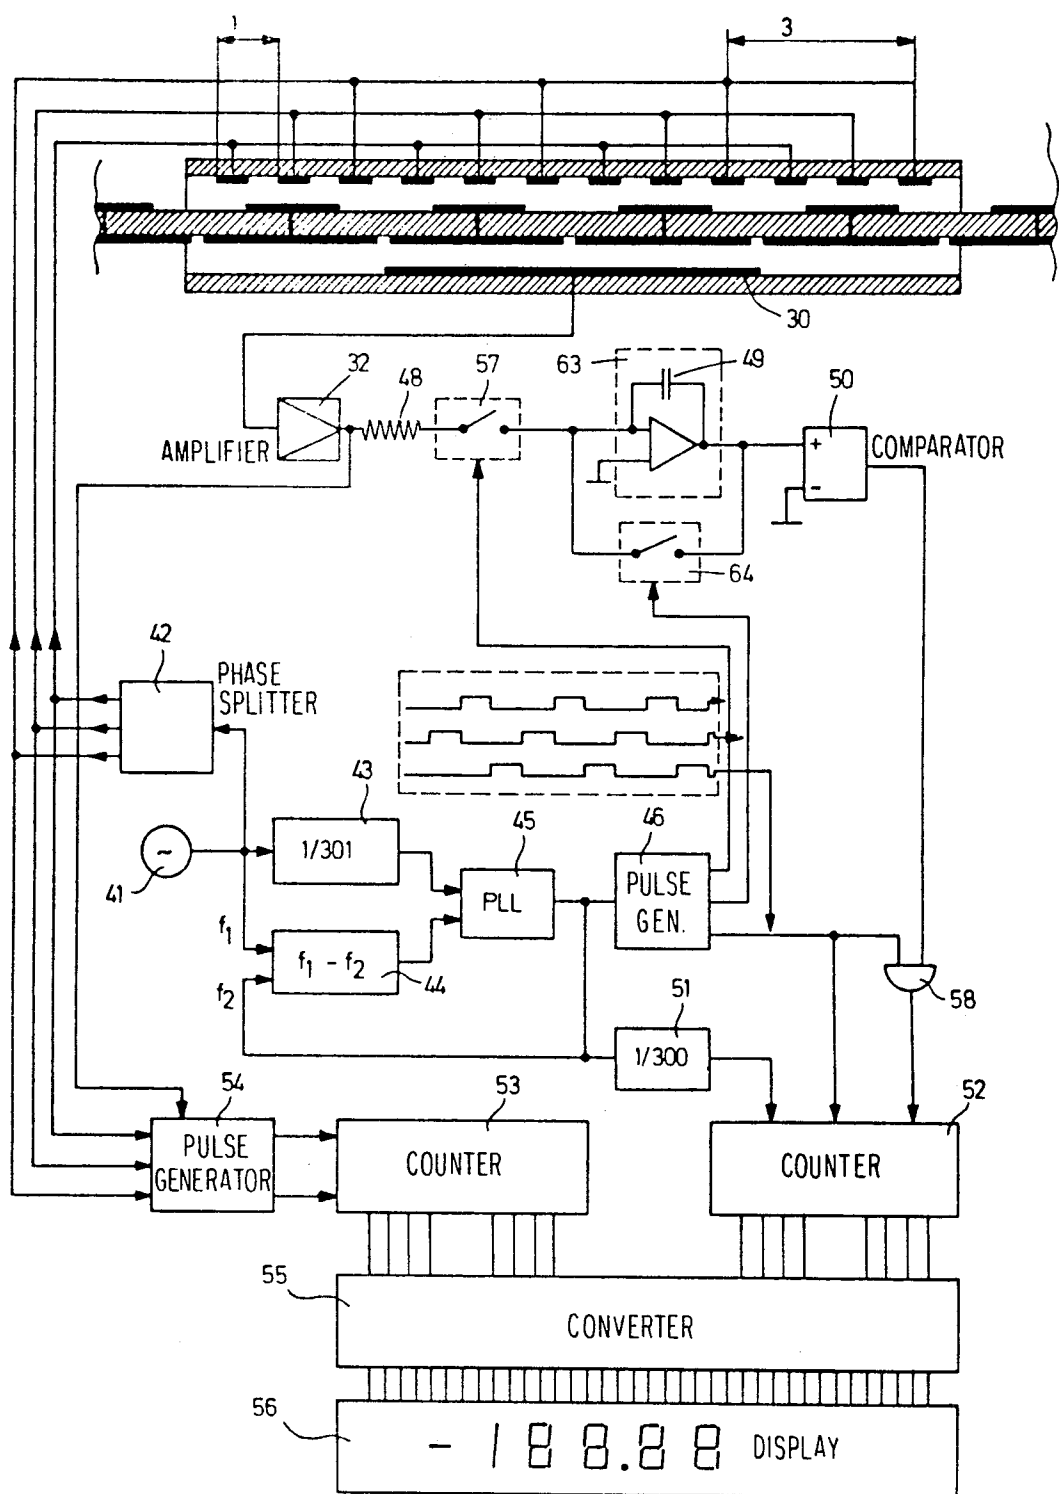 1
3
30
32
48
57
63
49
50
AMPLIFIER
+
-
COMPARATOR
64
42
PHASE
SPLITTER
43
45
46
~
41
1/301
PLL
PULSE
GEN.
f1
f1 - f2
44
f2
51
58
1/300
54
53
52
PULSE
GENERATOR
COUNTER
COUNTER
55
CONVERTER
56
-188.88 DISPLAY